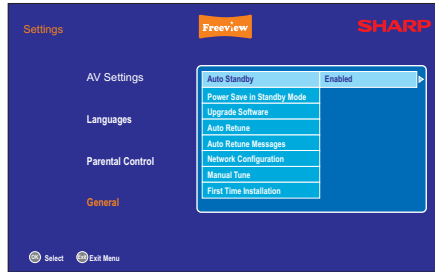 Settings
Freeview
SHARP
AV Settings
Languages
Parental Control
General
Auto Standby Enabled
Power Save in Standby Mode
Upgrade Software
Auto Retune
Auto Retune Messages
Network Configuration
Manual Tune
First Time Installation
OK Select Exit Exit Menu